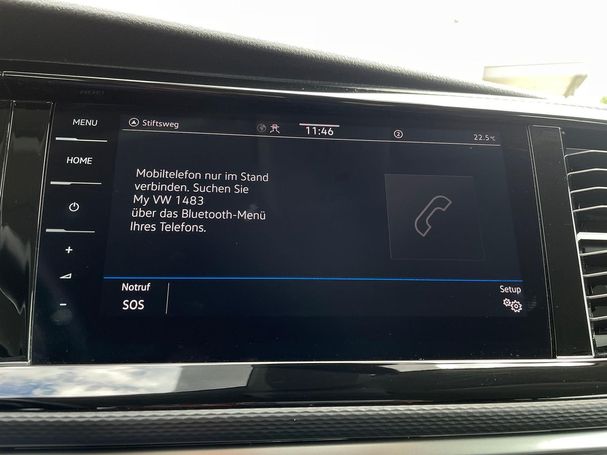 MENU
HOME
+
-
Stiftsweg
11:46
2
22.5°C
Mobiltelefon nur im Stand
verbinden. Suchen Sie
My VW 1483
über das Bluetooth-Menü
Ihres Telefons.
Notruf
SOS
Setup